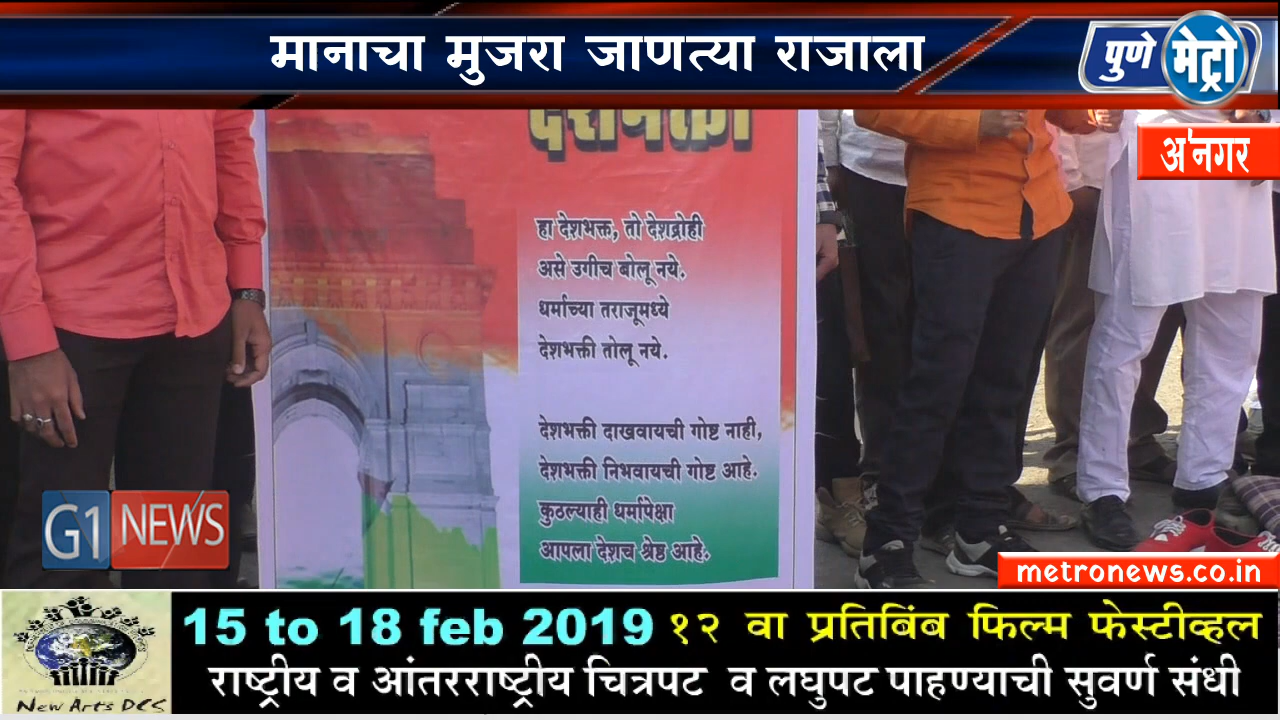 मानाचा मुजरा जाणत्या राजाला
पुणे मेट्रो
अ'नगर
देशभक्ती
हा देशभक्त, तो देशद्रोही
असे उगीच बोलू नये.
धर्माच्या तराजूमध्ये
देशभक्ती तोलू नये.
देशभक्ती दाखवायची गोष्ट नाही,
देशभक्ती निभवायची गोष्ट आहे.
कुठल्याही धर्मापेक्षा
आपला देशच श्रेष्ठ आहे.
G1 NEWS
metronews.co.in
15 to 18 feb 2019 १२ वा प्रतिबिंब फिल्म फेस्टीव्हल
राष्ट्रीय व आंतरराष्ट्रीय चित्रपट व लघुपट पाहण्याची सुवर्ण संधी
New Arts DCS